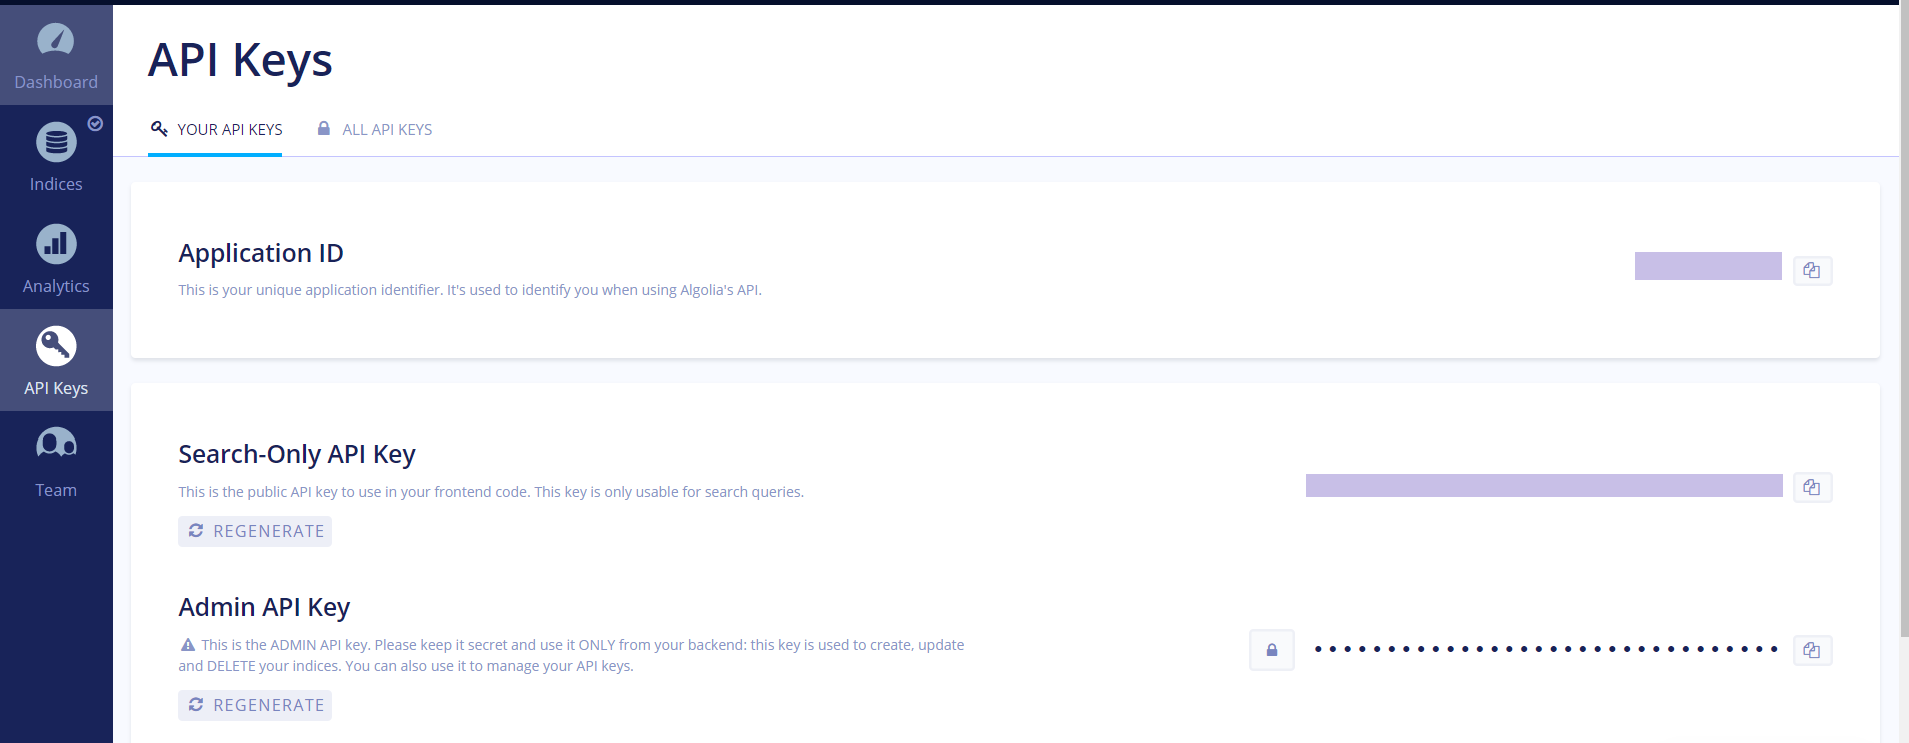 Dashboard
Indices
Analytics
API Keys
Team
API Keys
YOUR API KEYS
ALL API KEYS
Application ID
This is your unique application identifier. It's used to identify you when using Algolia's API.
Search-Only API Key
This is the public API key to use in your frontend code. This key is only usable for search queries.
REGENERATE
Admin API Key
This is the ADMIN API key. Please keep it secret and use it ONLY from your backend: this key is used to create, update
and DELETE your indices. You can also use it to manage your API keys.
REGENERATE